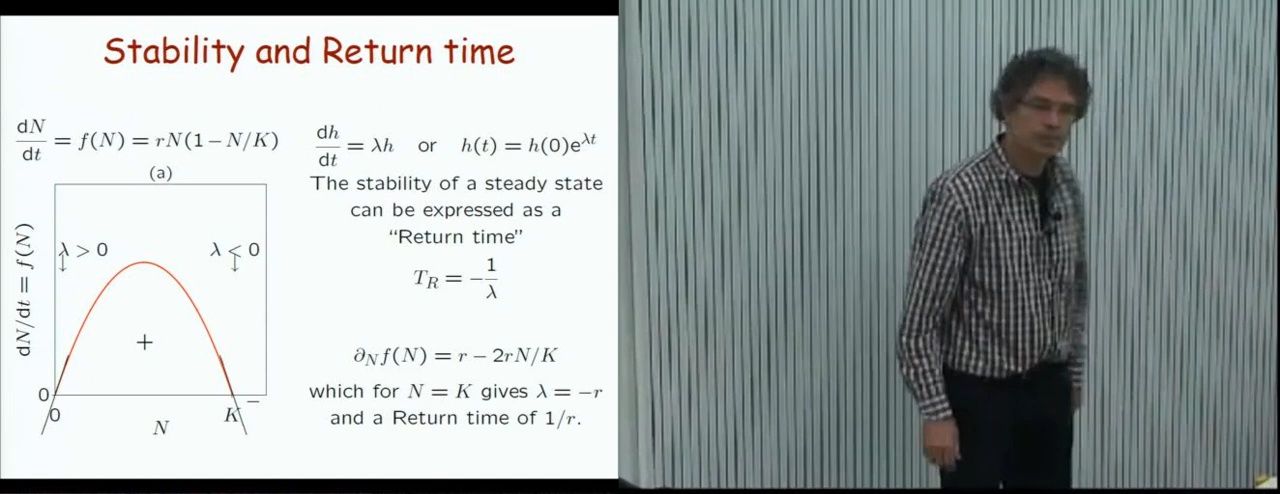 Stability and Return time
dN/dt = f(N) = rN(1−N/K)
(a)
dN/dt = f(N)
λ > 0
λ < 0
+
0
0
N
K
−
dh/dt = λh or h(t) = h(0)e^λt
The stability of a steady state
can be expressed as a
“Return time”
T_R = −1/λ
∂_N f(N) = r − 2rN/K
which for N = K gives λ = −r
and a Return time of 1/r.